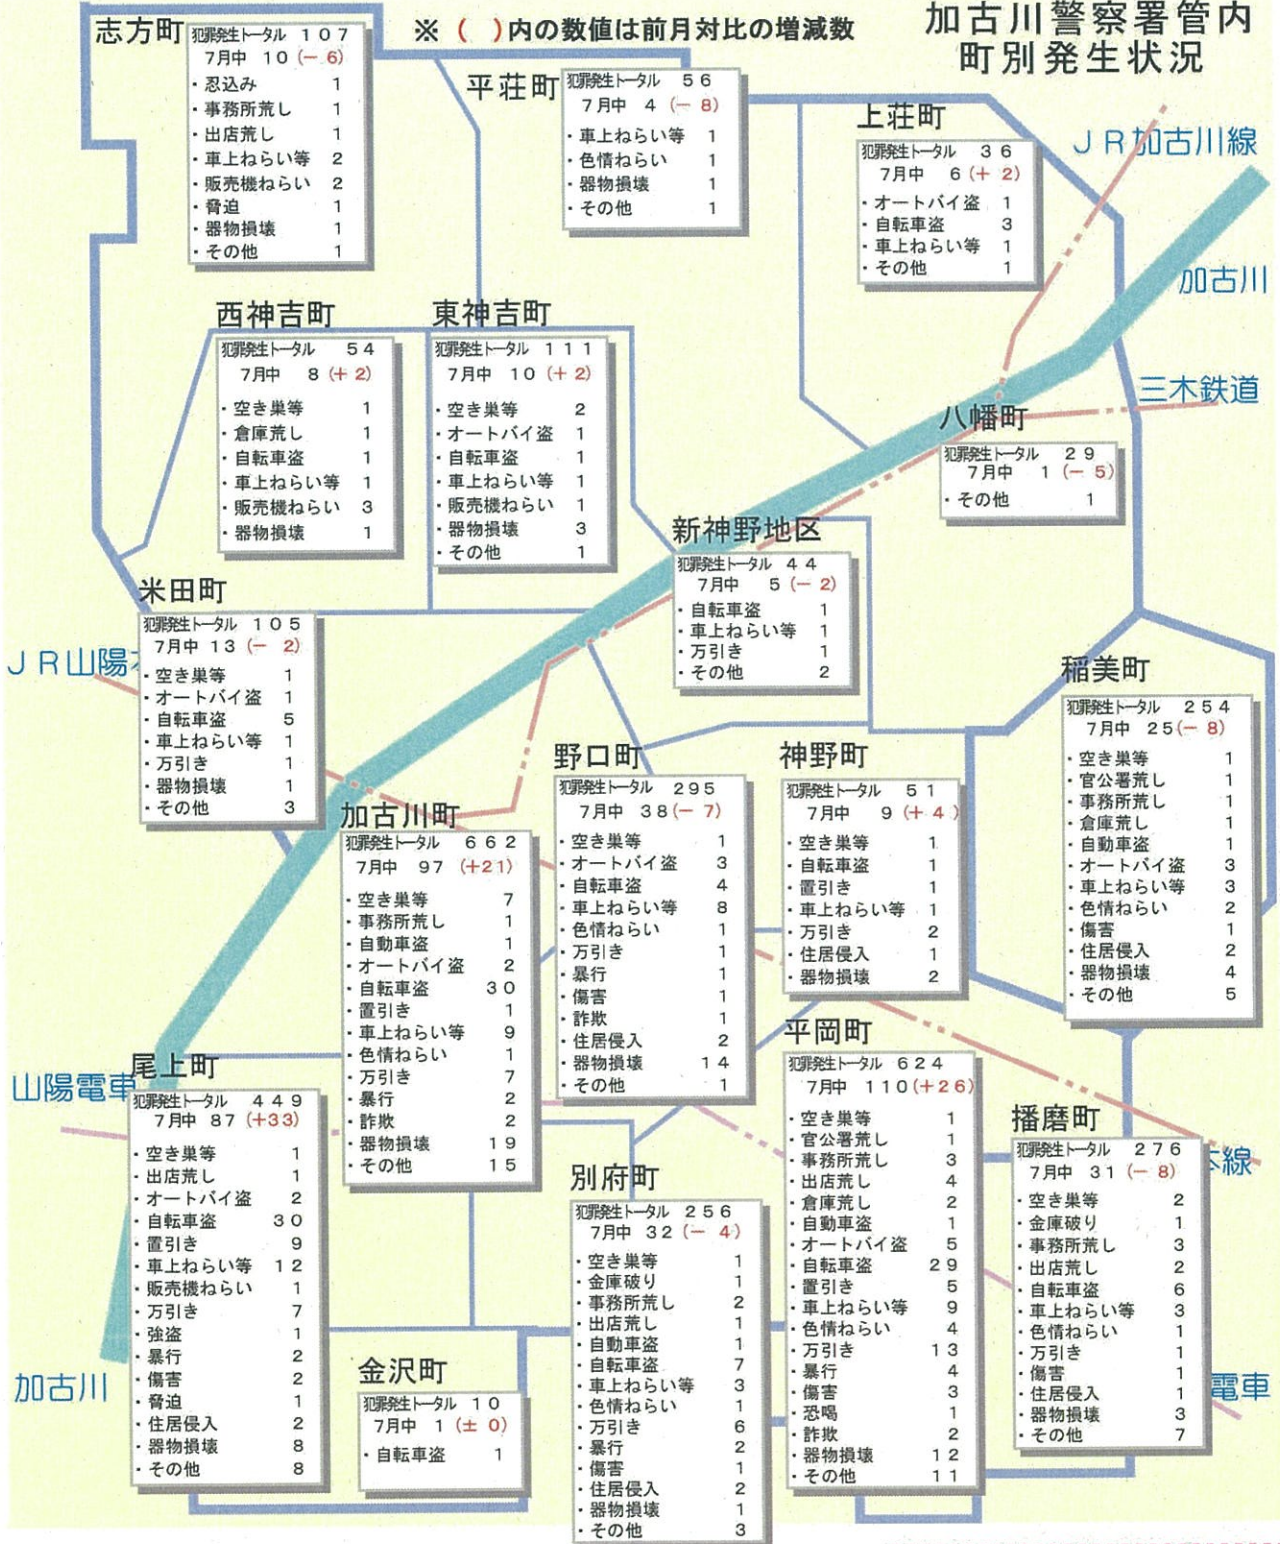 加古川警察署管内
町別発生状況
※ ( )内の数値は前月対比の増減数
志方町
犯罪発生トータル 107
7月中 10(－6)
・忍込み 1
・事務所荒し 1
・出店荒し 1
・車上ねらい等 2
・販売機ねらい 2
・脅迫 1
・器物損壊 1
・その他 1
平荘町
犯罪発生トータル 56
7月中 4(－8)
・車上ねらい等 1
・色情ねらい 1
・器物損壊 1
・その他 1
上荘町
犯罪発生トータル 36
7月中 6(＋2)
・オートバイ盗 1
・自転車盗 3
・車上ねらい等 1
・その他 1
JR加古川線
加古川
三木鉄道
西神吉町
犯罪発生トータル 54
7月中 8(＋2)
・空き巣等 1
・倉庫荒し 1
・自転車盗 1
・車上ねらい等 1
・販売機ねらい 3
・器物損壊 1
東神吉町
犯罪発生トータル 111
7月中 10(＋2)
・空き巣等 2
・オートバイ盗 1
・自転車盗 1
・車上ねらい等 1
・販売機ねらい 1
・器物損壊 3
・その他 1
八幡町
犯罪発生トータル 29
7月中 1(－5)
・その他 1
新神野地区
犯罪発生トータル 44
7月中 5(－2)
・自転車盗 1
・車上ねらい等 1
・万引き 1
・その他 2
米田町
犯罪発生トータル 105
7月中 13(－2)
・空き巣等 1
・オートバイ盗 1
・自転車盗 5
・車上ねらい等 1
・万引き 1
・器物損壊 1
・その他 3
JR山陽
稲美町
犯罪発生トータル 254
7月中 25(－8)
・空き巣等 1
・官公署荒し 1
・事務所荒し 1
・倉庫荒し 1
・自動車盗 1
・オートバイ盗 3
・車上ねらい等 3
・色情ねらい 2
・傷害 1
・住居侵入 2
・器物損壊 4
・その他 5
加古川町
犯罪発生トータル 662
7月中 97(＋21)
・空き巣等 7
・事務所荒し 1
・自動車盗 1
・オートバイ盗 2
・自転車盗 30
・置引き 1
・車上ねらい等 9
・色情ねらい 1
・万引き 7
・暴行 2
・詐欺 2
・器物損壊 19
・その他 15
野口町
犯罪発生トータル 295
7月中 38(－7)
・空き巣等 1
・オートバイ盗 3
・自転車盗 4
・車上ねらい等 8
・色情ねらい 1
・万引き 1
・暴行 1
・傷害 1
・詐欺 1
・住居侵入 2
・器物損壊 14
・その他 1
神野町
犯罪発生トータル 51
7月中 9(＋4)
・空き巣等 1
・自転車盗 1
・置引き 1
・車上ねらい等 1
・万引き 2
・住居侵入 1
・器物損壊 2
尾上町
犯罪発生トータル 449
7月中 87(＋33)
・空き巣等 1
・出店荒し 1
・オートバイ盗 2
・自転車盗 30
・置引き 9
・車上ねらい等 12
・販売機ねらい 1
・万引き 7
・強盗 1
・暴行 2
・傷害 2
・脅迫 1
・住居侵入 2
・器物損壊 8
・その他 8
山陽電車
加古川
金沢町
犯罪発生トータル 10
7月中 1(±0)
・自転車盗 1
別府町
犯罪発生トータル 256
7月中 32(－4)
・空き巣等 1
・金庫破り 1
・事務所荒し 2
・出店荒し 1
・自動車盗 1
・自転車盗 7
・車上ねらい等 3
・色情ねらい 1
・万引き 6
・暴行 2
・傷害 1
・住居侵入 2
・器物損壊 1
・その他 3
平岡町
犯罪発生トータル 624
7月中 110(＋26)
・空き巣等 1
・官公署荒し 1
・事務所荒し 3
・出店荒し 4
・倉庫荒し 2
・自動車盗 1
・オートバイ盗 5
・自転車盗 29
・置引き 5
・車上ねらい等 9
・色情ねらい 4
・万引き 13
・暴行 4
・傷害 3
・恐喝 1
・詐欺 2
・器物損壊 12
・その他 11
播磨町
犯罪発生トータル 276
7月中 31(－8)
・空き巣等 2
・金庫破り 1
・事務所荒し 3
・出店荒し 2
・自転車盗 6
・車上ねらい等 3
・色情ねらい 1
・万引き 1
・傷害 1
・住居侵入 1
・器物損壊 3
・その他 7
線
電車